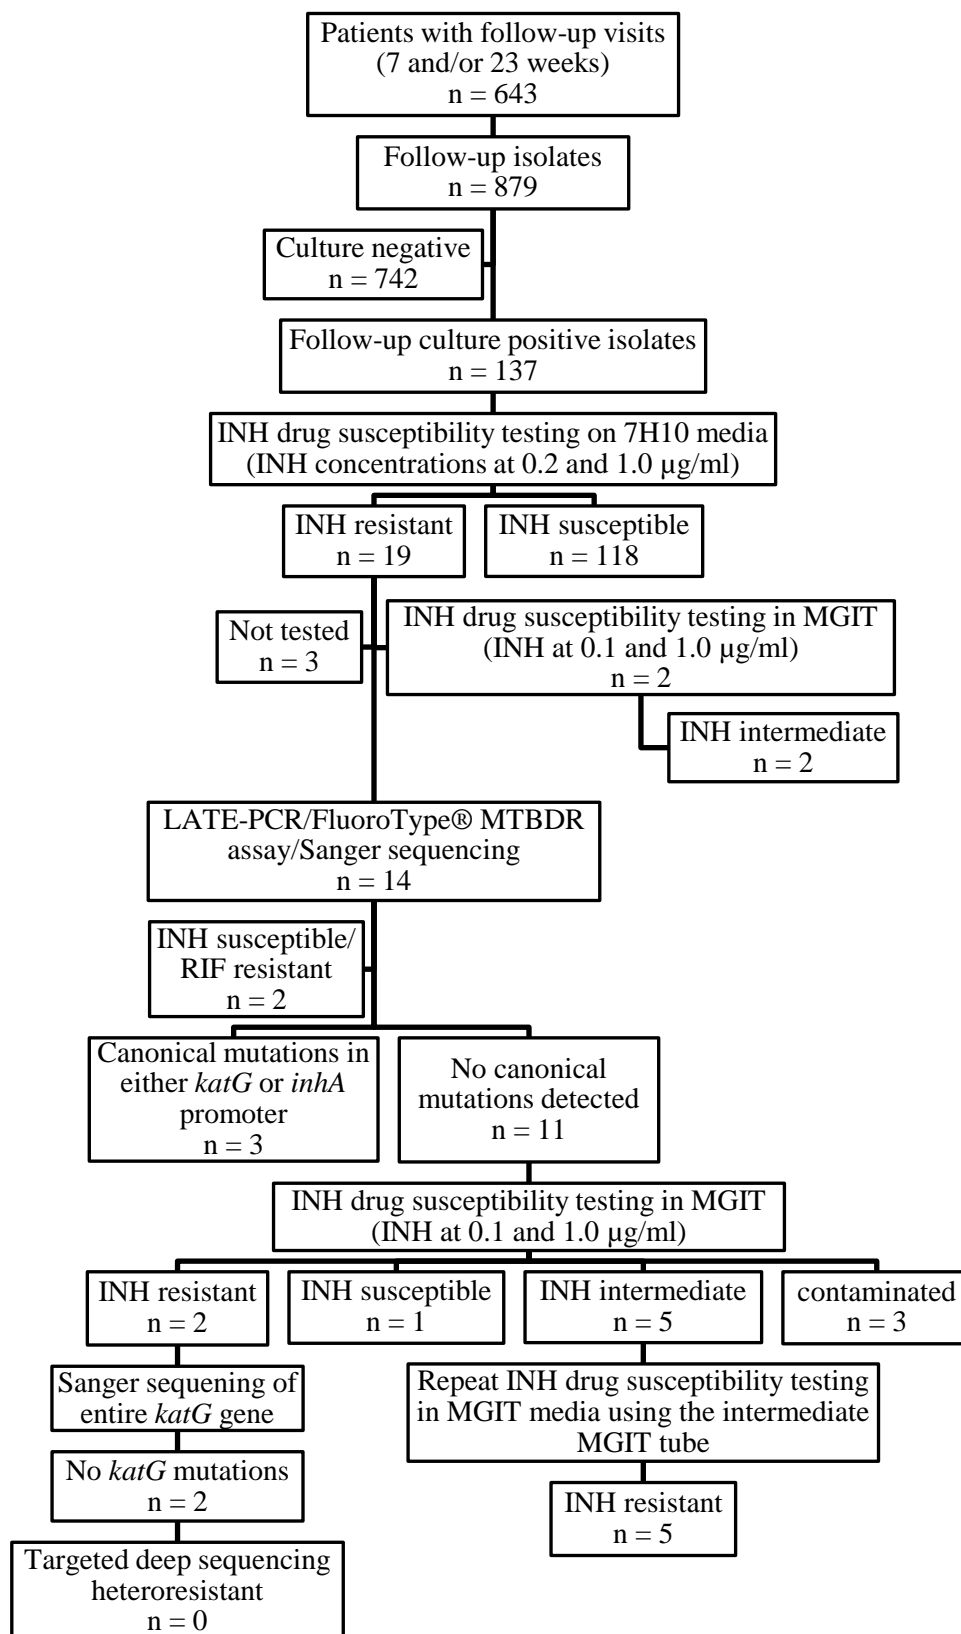 Patients with follow-up visits
(7 and/or 23 weeks)
n = 643
Follow-up isolates
n = 879
Culture negative
n = 742
Follow-up culture positive isolates
n = 137
INH drug susceptibility testing on 7H10 media
(INH concentrations at 0.2 and 1.0 µg/ml)
INH resistant
n = 19
INH susceptible
n = 118
Not tested
n = 3
INH drug susceptibility testing in MGIT
(INH at 0.1 and 1.0 µg/ml)
n = 2
INH intermediate
n = 2
LATE-PCR/FluoroType® MTBDR
assay/Sanger sequencing
n = 14
INH susceptible/
RIF resistant
n = 2
Canonical mutations in
either katG or inhA
promoter
n = 3
No canonical
mutations detected
n = 11
INH drug susceptibility testing in MGIT
(INH at 0.1 and 1.0 µg/ml)
INH resistant
n = 2
INH susceptible
n = 1
INH intermediate
n = 5
contaminated
n = 3
Sanger sequening of
entire katG gene
Repeat INH drug susceptibility testing
in MGIT media using the intermediate
MGIT tube
No katG mutations
n = 2
INH resistant
n = 5
Targeted deep sequencing
heteroresistant
n = 0